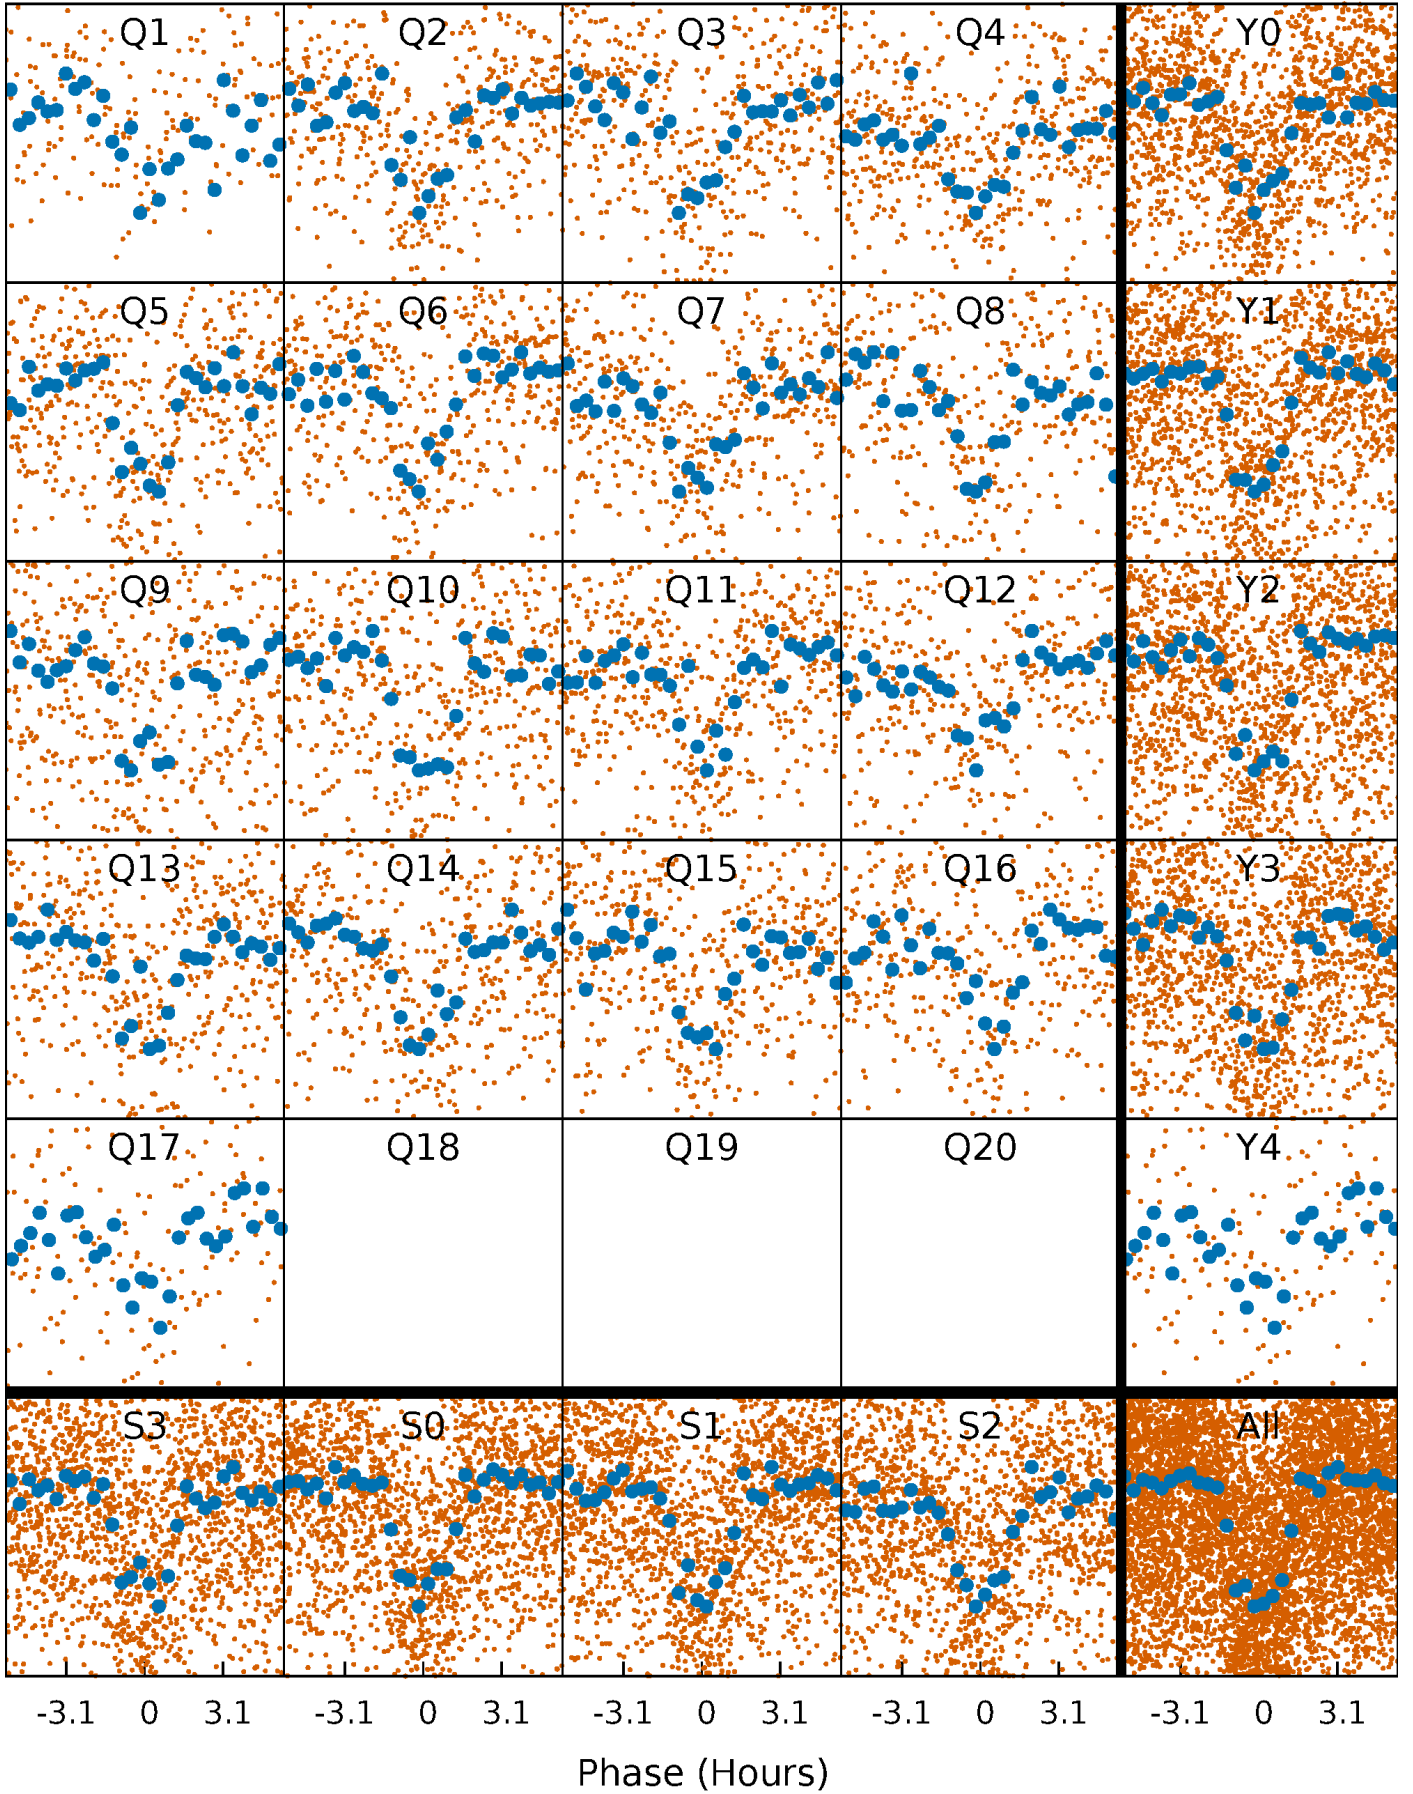 Q1 Q2 Q3 Q4 Y0
Q5 Q6 Q7 Q8 Y1
Q9 Q10 Q11 Q12 Y2
Q13 Q14 Q15 Q16 Y3
Q17 Q18 Q19 Q20 Y4
S3 S0 S1 S2 All
-3.1 0 3.1 -3.1 0 3.1 -3.1 0 3.1 -3.1 0 3.1 -3.1 0 3.1
Phase (Hours)